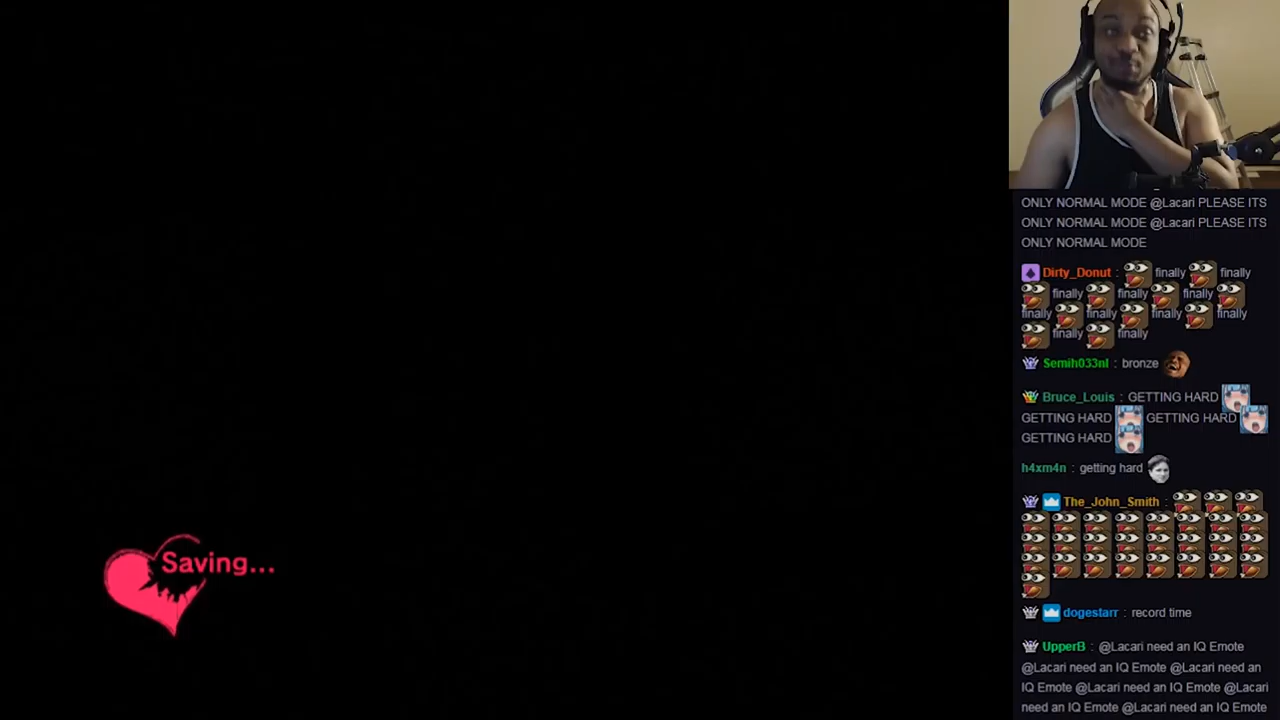 ONLY NORMAL MODE @Lacari PLEASE ITS
ONLY NORMAL MODE @Lacari PLEASE ITS
ONLY NORMAL MODE
Dirty_Donut : finally finally
finally finally finally
finally finally finally finally
finally finally
Semih033nl : bronze
Bruce_Louis : GETTING HARD
GETTING HARD GETTING HARD
GETTING HARD
h4xm4n : getting hard
The_John_Smith :
Saving...
dogestarr : record time
UpperB : @Lacari need an IQ Emote
@Lacari need an IQ Emote @Lacari need an
IQ Emote @Lacari need an IQ Emote @Lacari
need an IQ Emote @Lacari need an IQ Emote